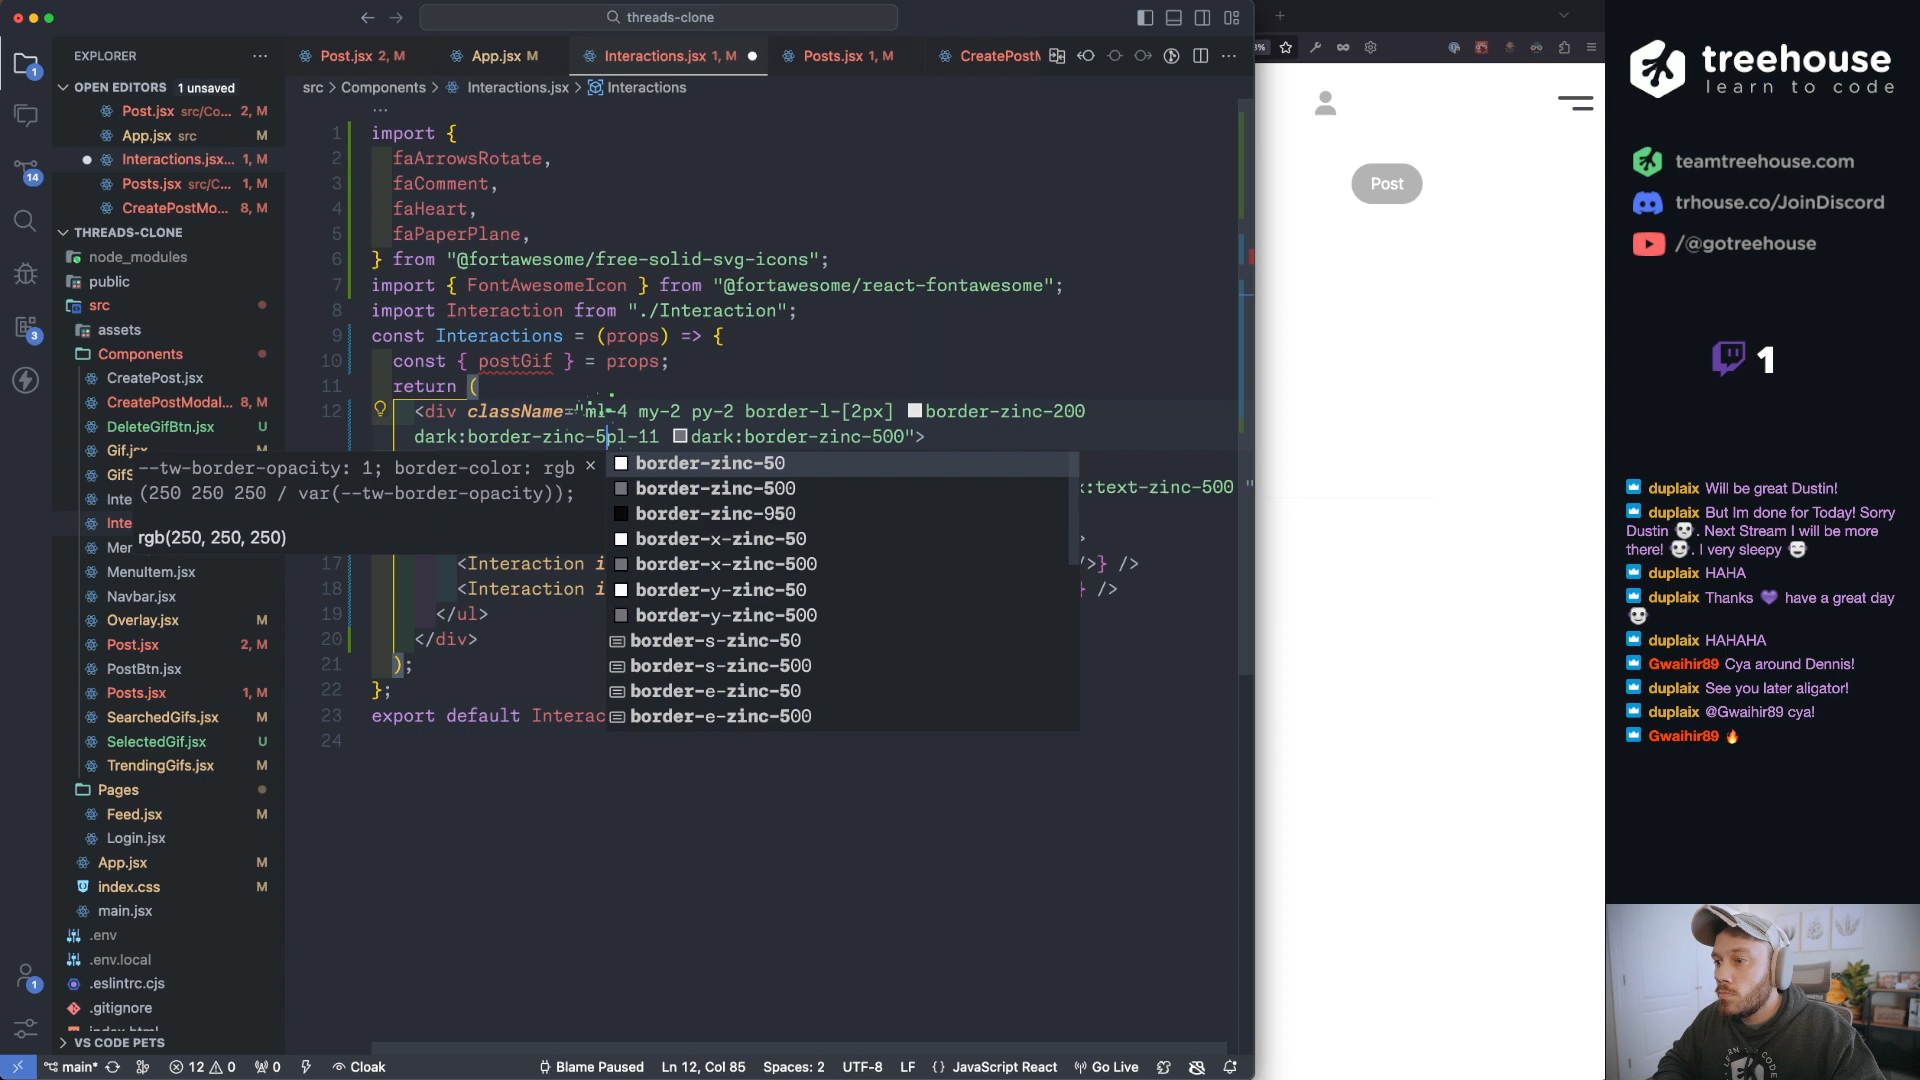 threads-clone
EXPLORER
OPEN EDITORS 1 unsaved
Post.jsx src/Co... 2, M
App.jsx src M
Interactions.jsx... 1, M
Posts.jsx src/C... 1, M
CreatePostMo... 8, M
THREADS-CLONE
node_modules
public
src
assets
Components
CreatePost.jsx
CreatePostModal... 8, M
DeleteGifBtn.jsx U
Gif.jsx
GifS
Inte
Inte
Mer
MenuItem.jsx
Navbar.jsx
Overlay.jsx M
Post.jsx 2, M
PostBtn.jsx
Posts.jsx 1, M
SearchedGifs.jsx M
SelectedGif.jsx U
TrendingGifs.jsx M
Pages
Feed.jsx M
Login.jsx
App.jsx M
index.css M
main.jsx
.env
.env.local
.eslintrc.cjs
.gitignore
index.html
VS CODE PETS
1
14
3
1
Post.jsx 2, M
App.jsx M
Interactions.jsx 1, M
Posts.jsx 1, M
CreatePostM
src > Components > Interactions.jsx > Interactions
...
1 import {
2 faArrowsRotate,
3 faComment,
4 faHeart,
5 faPaperPlane,
6 } from "@fortawesome/free-solid-svg-icons";
7 import { FontAwesomeIcon } from "@fortawesome/react-fontawesome";
8 import Interaction from "./Interaction";
9 const Interactions = (props) => {
10 const { postGif } = props;
11 return (
12 <div className="ml-4 my-2 py-2 border-l-[2px] border-zinc-200
dark:border-zinc-5pl-11 dark:border-zinc-500">
:text-zinc-500 "
>
17 <Interaction i />} />
18 <Interaction i } />
19 </ul>
20 </div>
21 );
22 };
23 export default Interac
24
--tw-border-opacity: 1; border-color: rgb
(250 250 250 / var(--tw-border-opacity));
rgb(250, 250, 250)
border-zinc-50
border-zinc-500
border-zinc-950
border-x-zinc-50
border-x-zinc-500
border-y-zinc-50
border-y-zinc-500
border-s-zinc-50
border-s-zinc-500
border-e-zinc-50
border-e-zinc-500
main* 12 0 0 Cloak Blame Paused Ln 12, Col 85 Spaces: 2 UTF-8 LF {} JavaScript React Go Live
Post
treehouse
learn to code
teamtreehouse.com
trhouse.co/JoinDiscord
/@gotreehouse
1
duplaix Will be great Dustin!
duplaix But Im done for Today! Sorry
Dustin . Next Stream I will be more
there! . I very sleepy
duplaix HAHA
duplaix Thanks 💜 have a great day
duplaix HAHAHA
Gwaihir89 Cya around Dennis!
duplaix See you later aligator!
duplaix @Gwaihir89 cya!
Gwaihir89 🔥